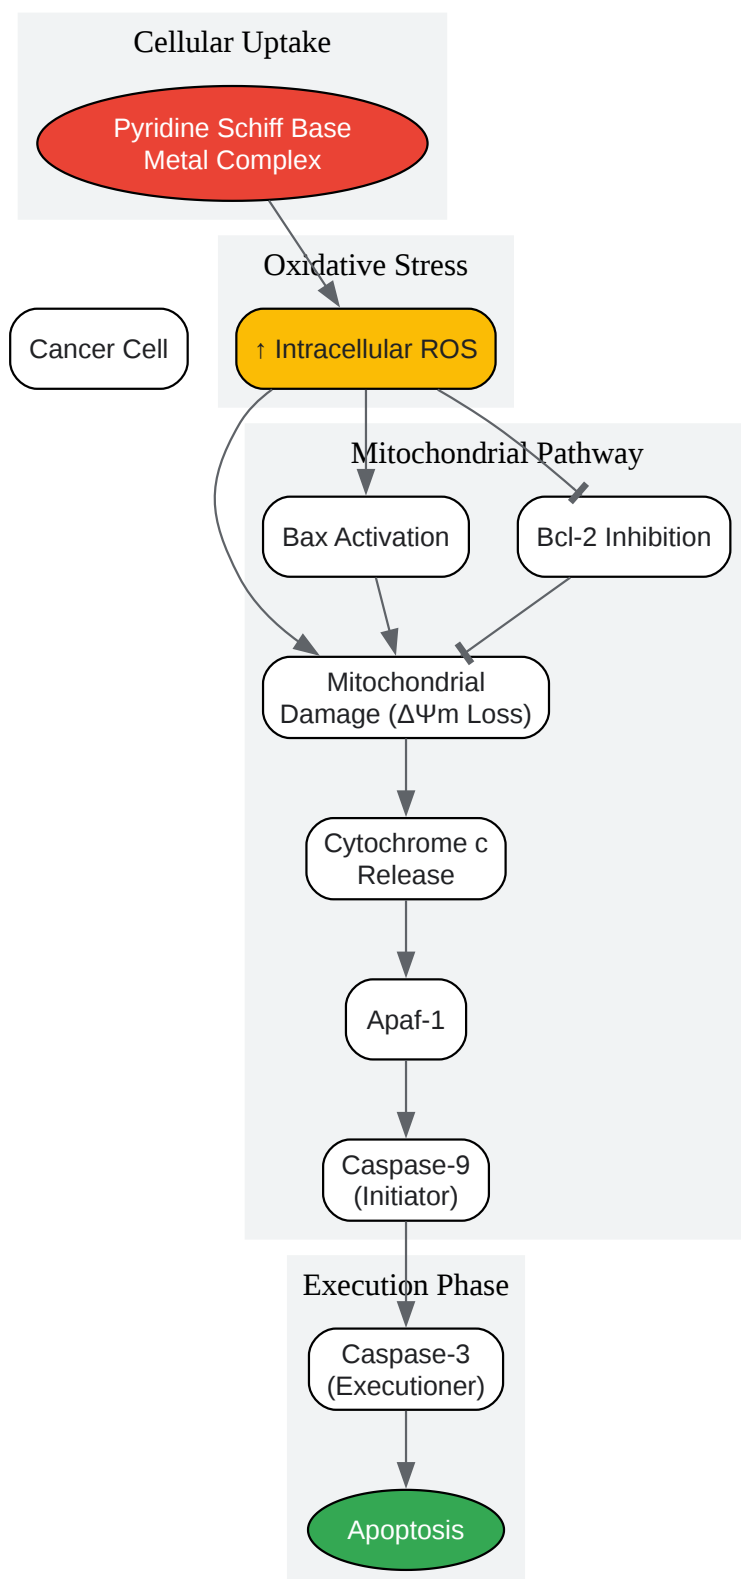 Cellular Uptake
Pyridine Schiff Base
Metal Complex
Oxidative Stress
Cancer Cell
↑ Intracellular ROS
Mitochondrial Pathway
Bax Activation
Bcl-2 Inhibition
Mitochondrial
Damage (ΔΨm Loss)
Cytochrome c
Release
Apaf-1
Caspase-9
(Initiator)
Execution Phase
Caspase-3
(Executioner)
Apoptosis